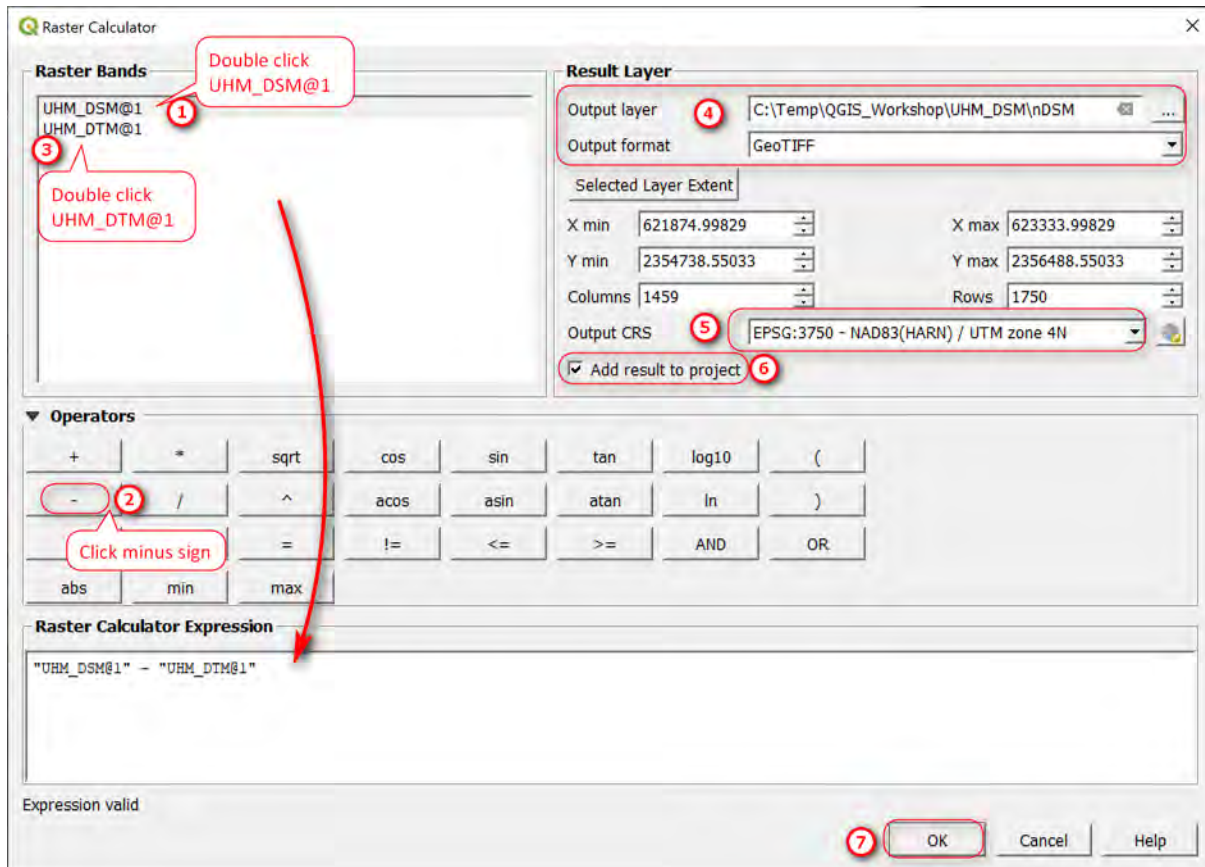 Raster Calculator
Raster Bands
Double click
UHM_DSM@1
UHM_DSM@1
1
UHM_DTM@1
3
Double click
UHM_DTM@1
Result Layer
Output layer
4
C:\Temp\QGIS_Workshop\UHM_DSM\nDSM
...
Output format
GeoTIFF
Selected Layer Extent
X min 621874.99829 X max 623333.99829
Y min 2354738.55033 Y max 2356488.55033
Columns 1459 Rows 1750
Output CRS
5
EPSG:3750 - NAD83(HARN) / UTM zone 4N
Add result to project
6
Operators
+ * sqrt cos sin tan log10 (
- 2 / ^ acos asin atan ln )
Click minus sign
= != <= >= AND OR
abs min max
Raster Calculator Expression
"UHM_DSM@1" - "UHM_DTM@1"
Expression valid
7
OK Cancel Help